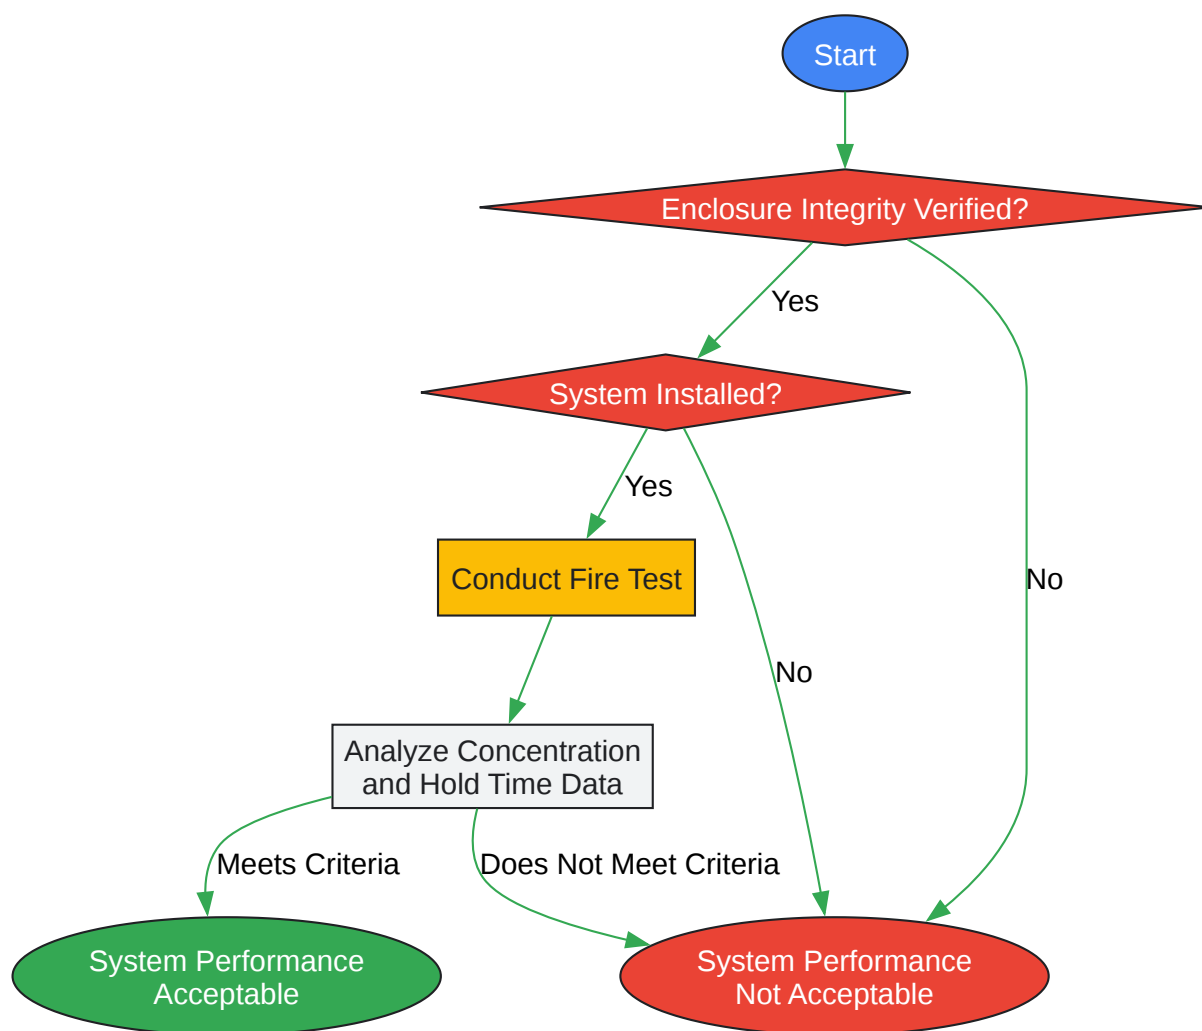 Start
Enclosure Integrity Verified?
Yes
System Installed?
Yes
Conduct Fire Test
No
No
Analyze Concentration
and Hold Time Data
Meets Criteria
Does Not Meet Criteria
System Performance
Acceptable
System Performance
Not Acceptable